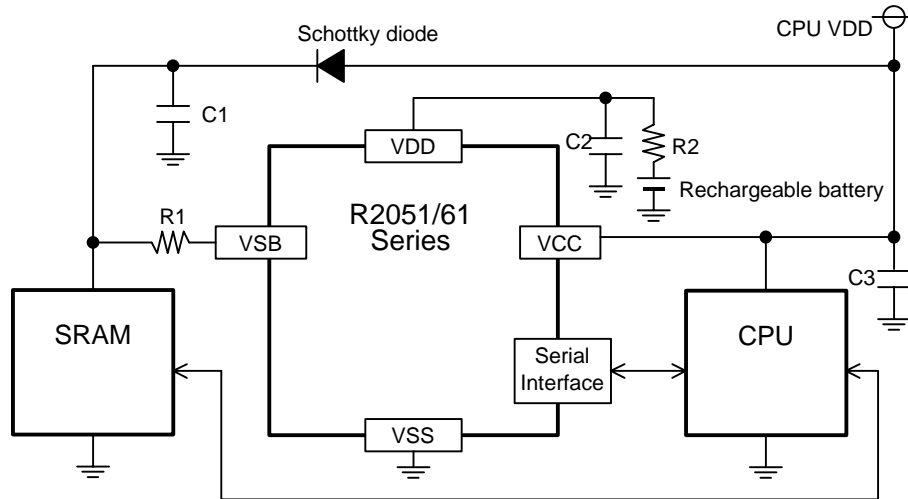 Schottky diode
CPU VDD
C1
VDD
C2
R2
Rechargeable battery
R1
VSB
R2051/61
Series
VCC
C3
SRAM
Serial
Interface
CPU
VSS